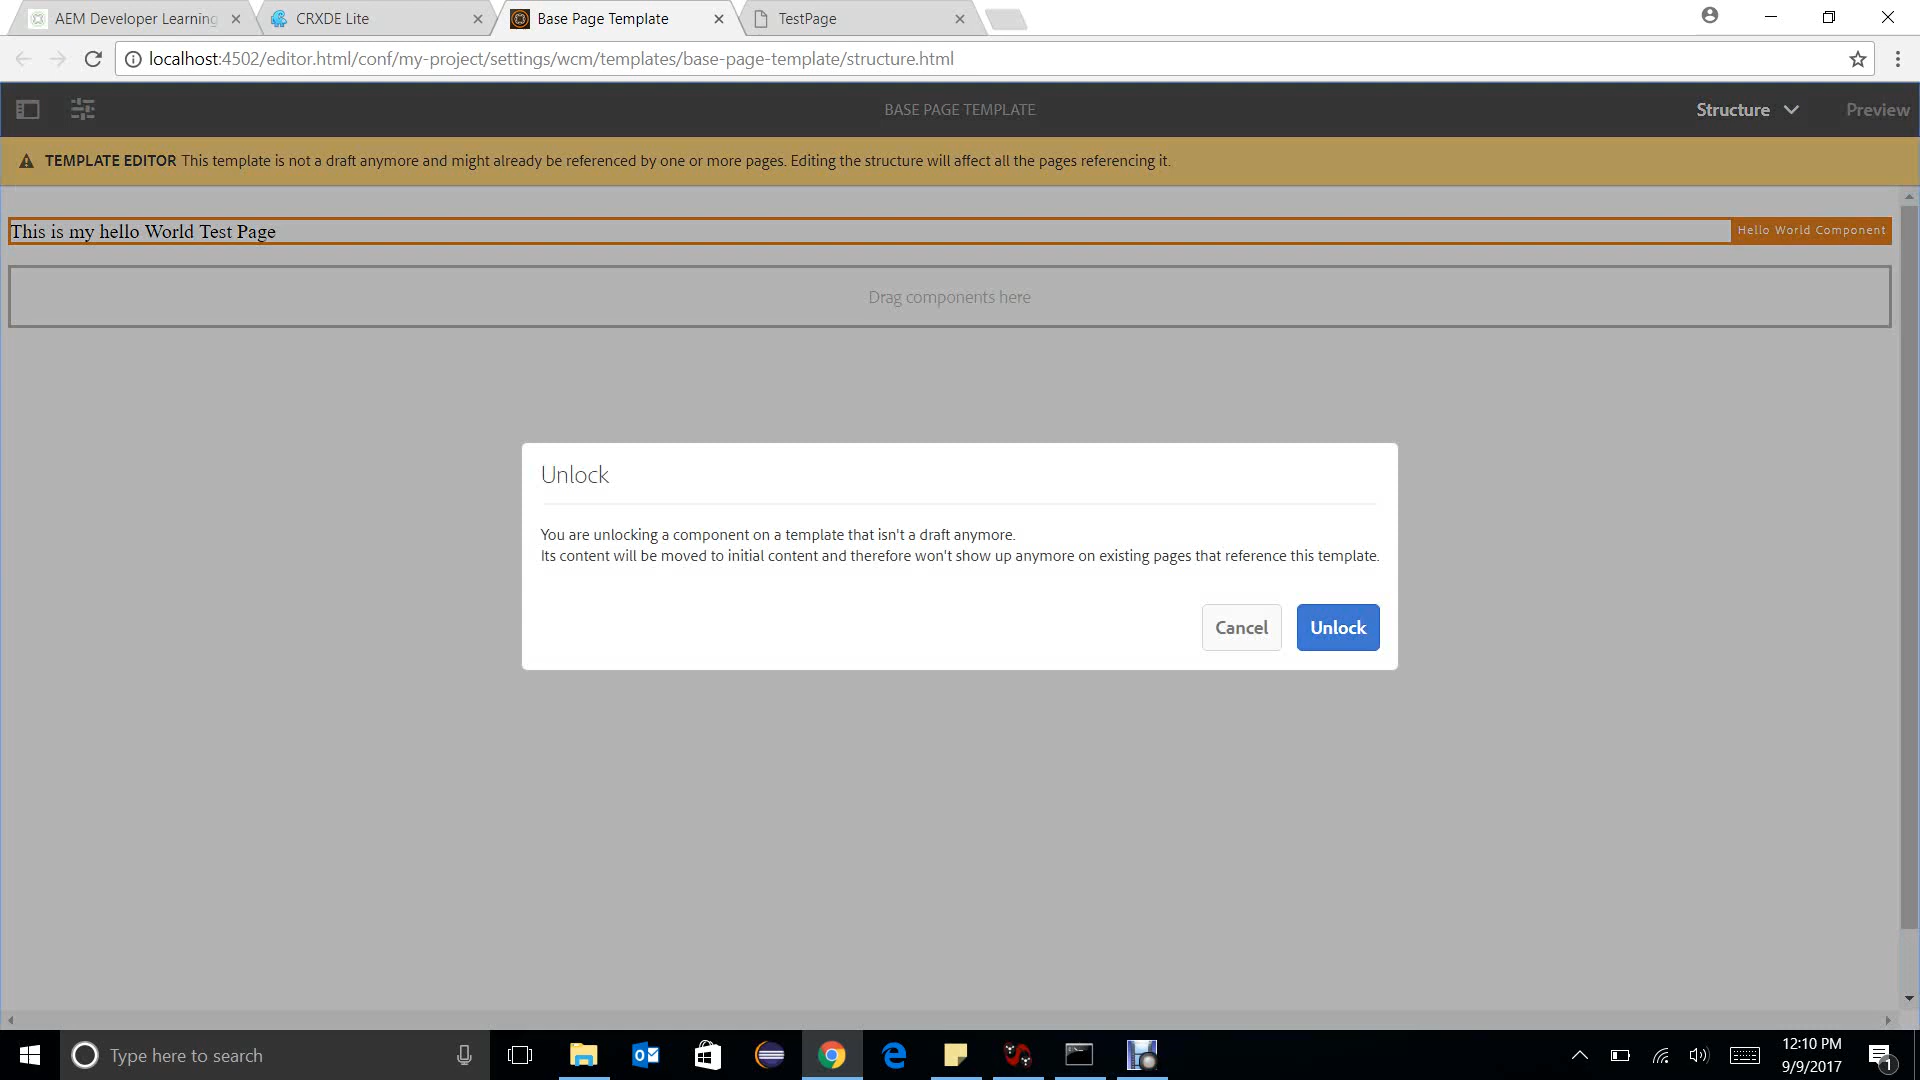 AEM Developer Learning
CRXDE Lite
Base Page Template
TestPage
localhost:4502/editor.html/conf/my-project/settings/wcm/templates/base-page-template/structure.html
BASE PAGE TEMPLATE
Structure
Preview
TEMPLATE EDITOR This template is not a draft anymore and might already be referenced by one or more pages. Editing the structure will affect all the pages referencing it.
This is my hello World Test Page
Hello World Component
Drag components here
Unlock
You are unlocking a component on a template that isn't a draft anymore.
Its content will be moved to initial content and therefore won't show up anymore on existing pages that reference this template.
Cancel
Unlock
Type here to search
12:10 PM
9/9/2017
1